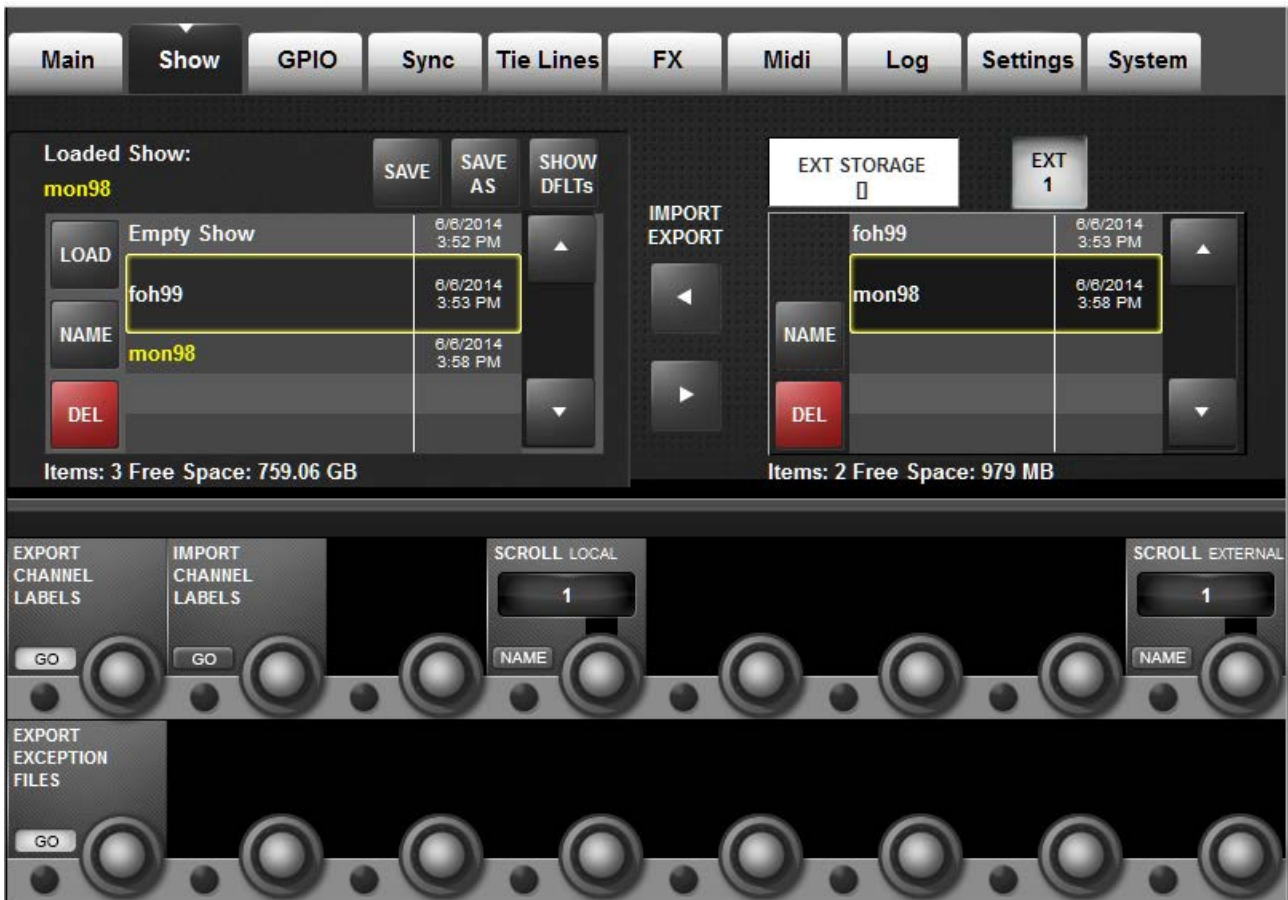 Main Show GPIO Sync Tie Lines FX Midi Log Settings System
Loaded Show:
mon98
SAVE
SAVE
AS
SHOW
DFLTs
LOAD
NAME
DEL
Empty Show 6/6/2014
3:52 PM
foh99 6/6/2014
3:53 PM
mon98 6/6/2014
3:58 PM
Items: 3 Free Space: 759.06 GB
IMPORT
EXPORT
EXT STORAGE
[]
EXT
1
NAME
DEL
foh99 6/6/2014
3:53 PM
mon98 6/6/2014
3:58 PM
Items: 2 Free Space: 979 MB
EXPORT
CHANNEL
LABELS
GO
IMPORT
CHANNEL
LABELS
GO
SCROLL LOCAL
1
NAME
SCROLL EXTERNAL
1
NAME
EXPORT
EXCEPTION
FILES
GO